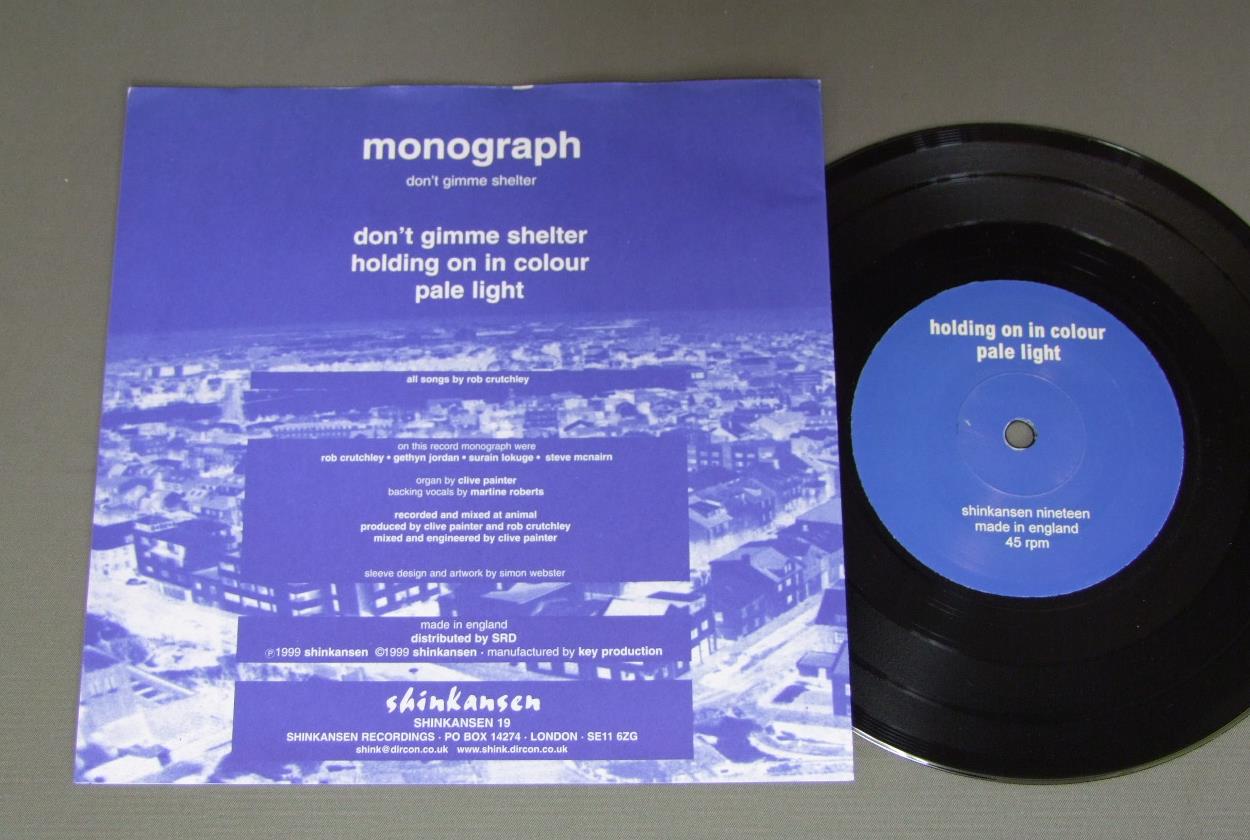 monograph
don't gimme shelter
don't gimme shelter
holding on in colour
pale light
all songs by rob crutchley
on this record monograph were
rob crutchley • gethyn jordan • surain lokuge • steve mcnairn
organ by clive painter
backing vocals by martine roberts
recorded and mixed at animal
produced by clive painter and rob crutchley
mixed and engineered by clive painter
sleeve design and artwork by simon webster
made in england
distributed by SRD
℗1999 shinkansen ©1999 shinkansen · manufactured by key production
shinkansen
SHINKANSEN 19
SHINKANSEN RECORDINGS · PO BOX 14274 · LONDON · SE11 6ZG
shink@dircon.co.uk www.shink.dircon.co.uk
holding on in colour
pale light
shinkansen nineteen
made in england
45 rpm